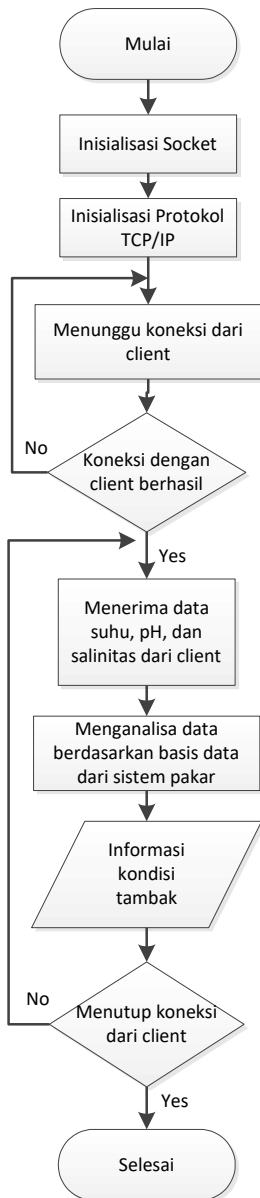 Mulai
Inisialisasi Socket
Inisialisasi Protokol
TCP/IP
Menunggu koneksi dari
client
No
Koneksi dengan
client berhasil
Yes
Menerima data
suhu, pH, dan
salinitas dari client
Menganalisa data
berdasarkan basis data
dari sistem pakar
Informasi
kondisi
tambak
No
Menutup koneksi
dari client
Yes
Selesai